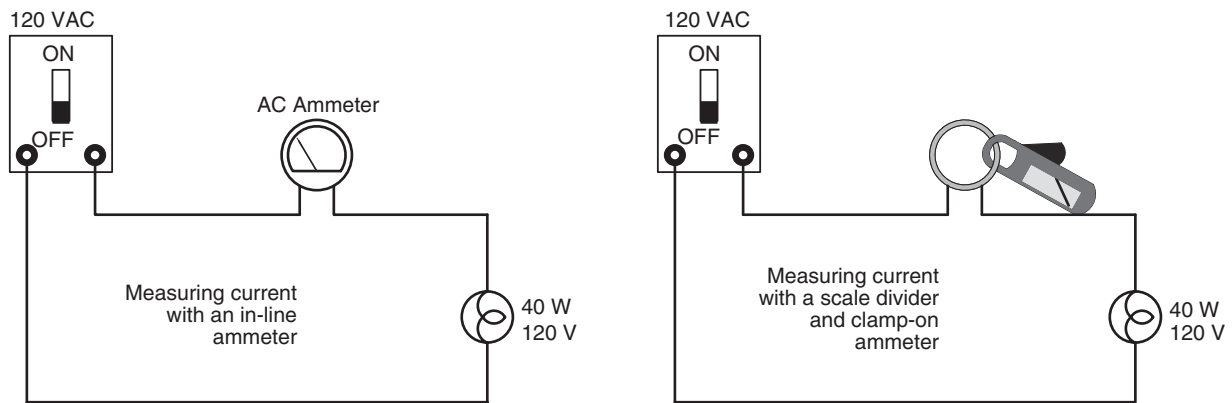 120 VAC
ON
OFF
AC Ammeter
Measuring current
with an in-line
ammeter
40 W
120 V
120 VAC
ON
OFF
Measuring current
with a scale divider
and clamp-on
ammeter
40 W
120 V